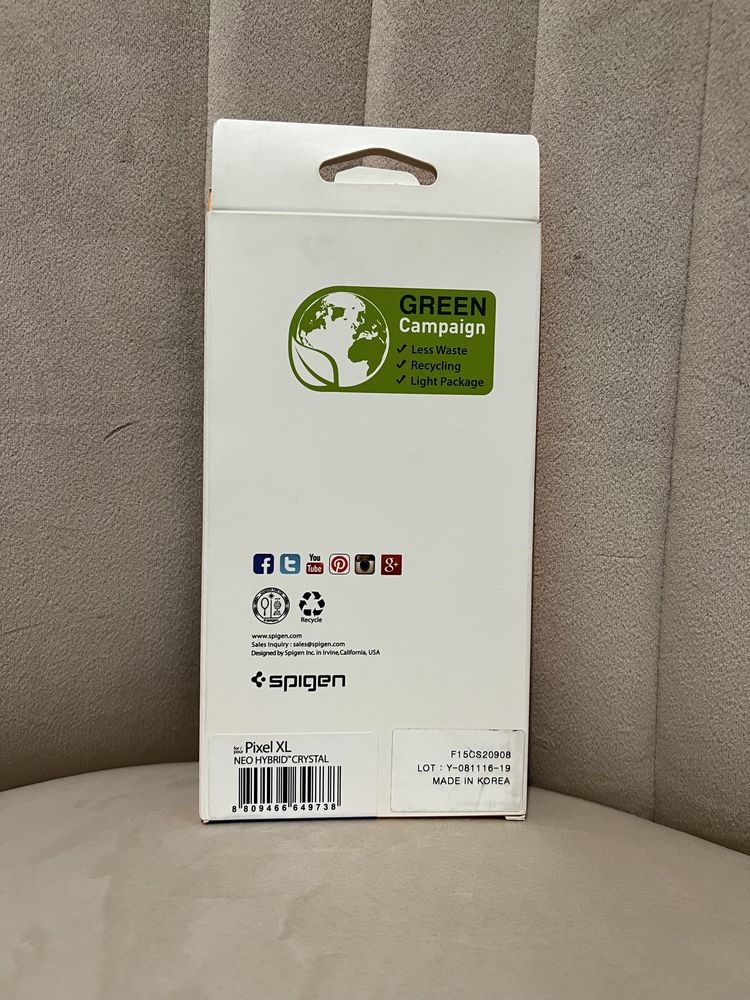 GREEN
Campaign
✓ Less Waste
✓ Recycling
✓ Light Package
f t You Tube P g+
Recycle
www.spigen.com
Sales Inquiry : sales@spigen.com
Designed by Spigen Inc. in Irvine, California, USA
spigen
for / pour Pixel XL
NEO HYBRID™ CRYSTAL
8 809466 649738
F15CS20908
LOT : Y-081116-19
MADE IN KOREA